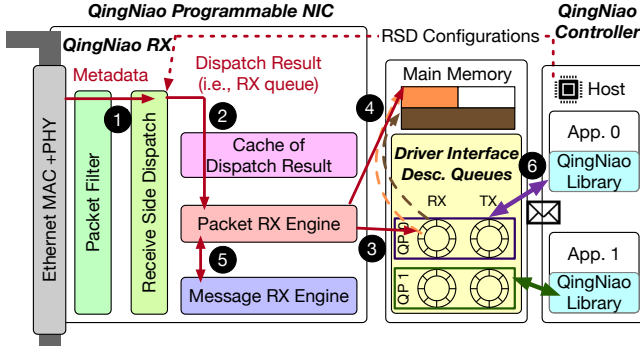 QingNiao Programmable NIC
QingNiao
Controller
QingNiao RX
RSD Configurations
Metadata
Dispatch Result
(i.e., RX queue)
Main Memory
Host
1
2
4
Ethernet MAC +PHY
Packet Filter
Receive Side Dispatch
Cache of
Dispatch Result
Driver Interface
Desc. Queues
6
App. 0
QingNiao
Library
RX
TX
Packet RX Engine
3
QP 0
5
Message RX Engine
QP 1
App. 1
QingNiao
Library